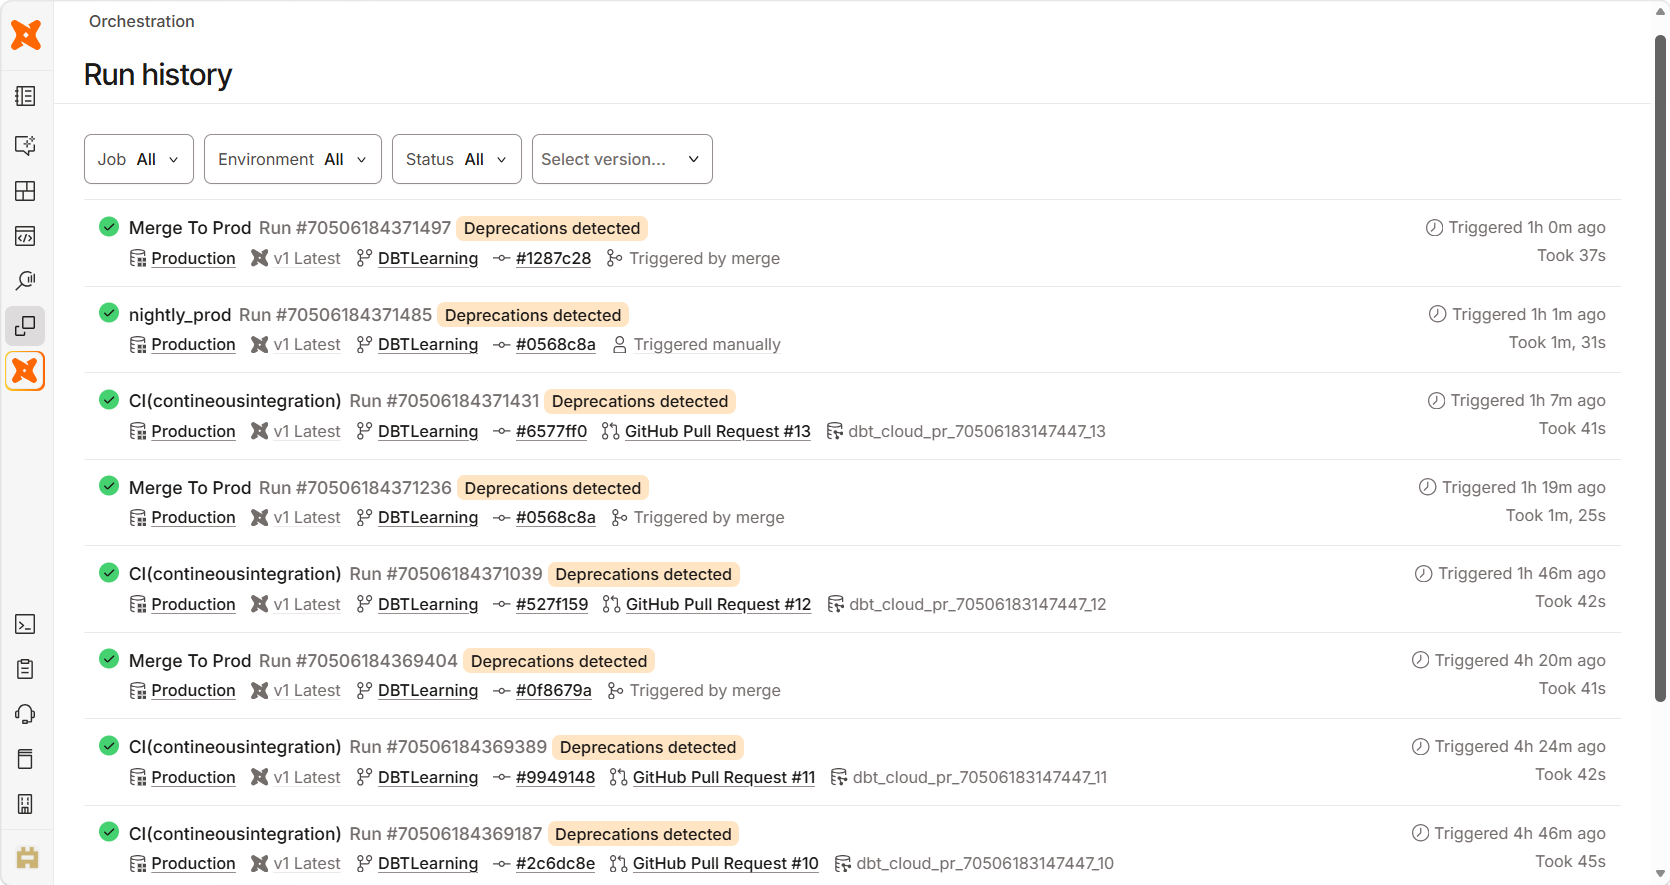 Orchestration
Run history
Job All Environment All Status All Select version...
Merge To Prod Run #70506184371497 Deprecations detected Triggered 1h 0m ago
Production v1 Latest DBTLearning #1287c28 Triggered by merge Took 37s
nightly_prod Run #70506184371485 Deprecations detected Triggered 1h 1m ago
Production v1 Latest DBTLearning #0568c8a Triggered manually Took 1m, 31s
CI(contineousintegration) Run #70506184371431 Deprecations detected Triggered 1h 7m ago
Production v1 Latest DBTLearning #6577ff0 GitHub Pull Request #13 dbt_cloud_pr_70506183147447_13 Took 41s
Merge To Prod Run #70506184371236 Deprecations detected Triggered 1h 19m ago
Production v1 Latest DBTLearning #0568c8a Triggered by merge Took 1m, 25s
CI(contineousintegration) Run #70506184371039 Deprecations detected Triggered 1h 46m ago
Production v1 Latest DBTLearning #527f159 GitHub Pull Request #12 dbt_cloud_pr_70506183147447_12 Took 42s
Merge To Prod Run #70506184369404 Deprecations detected Triggered 4h 20m ago
Production v1 Latest DBTLearning #0f8679a Triggered by merge Took 41s
CI(contineousintegration) Run #70506184369389 Deprecations detected Triggered 4h 24m ago
Production v1 Latest DBTLearning #9949148 GitHub Pull Request #11 dbt_cloud_pr_70506183147447_11 Took 42s
CI(contineousintegration) Run #70506184369187 Deprecations detected Triggered 4h 46m ago
Production v1 Latest DBTLearning #2c6dc8e GitHub Pull Request #10 dbt_cloud_pr_70506183147447_10 Took 45s